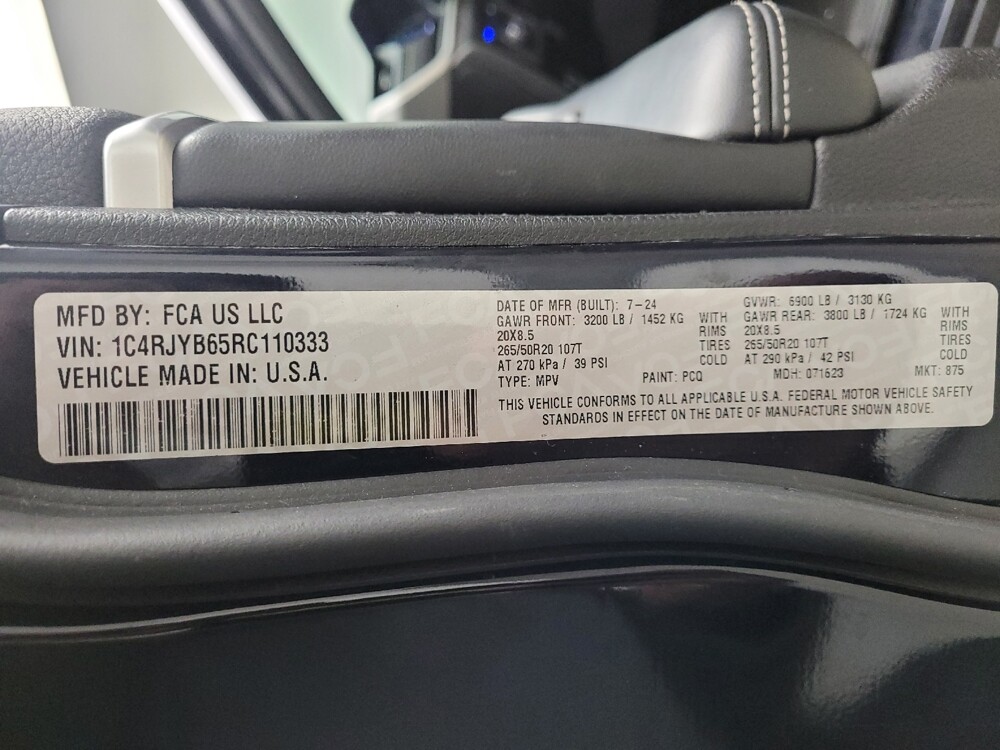 MFD BY: FCA US LLC
VIN: 1C4RJYB65RC110333
VEHICLE MADE IN: U.S.A.
DATE OF MFR (BUILT): 7-24
GVWR: 6900 LB / 3130 KG
GAWR FRONT: 3200 LB / 1452 KG WITH
GAWR REAR: 3800 LB / 1724 KG WITH
20X8.5 RIMS
20X8.5 RIMS
265/50R20 107T TIRES
265/50R20 107T TIRES
AT 270 kPa / 39 PSI COLD
AT 290 kPa / 42 PSI COLD
TYPE: MPV PAINT: PCQ MDH: 071623 MKT: 875
THIS VEHICLE CONFORMS TO ALL APPLICABLE U.S.A. FEDERAL MOTOR VEHICLE SAFETY
STANDARDS IN EFFECT ON THE DATE OF MANUFACTURE SHOWN ABOVE.